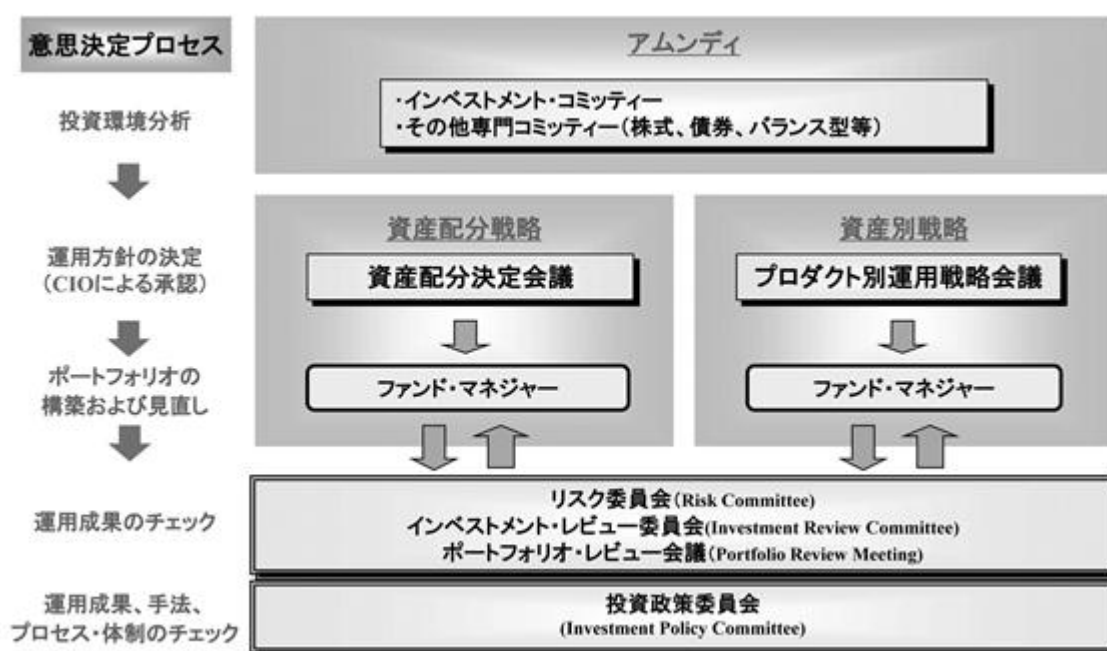 意思決定プロセス
アムンディ
投資環境分析
・インベストメント・コミッティー
・その他専門コミッティー(株式、債券、バランス型等)
運用方針の決定
(CIOによる承認)
資産配分戦略
資産配分決定会議
資産別戦略
プロダクト別運用戦略会議
ポートフォリオの
構築および見直し
ファンド・マネジャー
ファンド・マネジャー
運用成果のチェック
リスク委員会(Risk Committee)
インベストメント・レビュー委員会(Investment Review Committee)
ポートフォリオ・レビュー会議(Portfolio Review Meeting)
運用成果、手法、
プロセス・体制のチェック
投資政策委員会
(Investment Policy Committee)